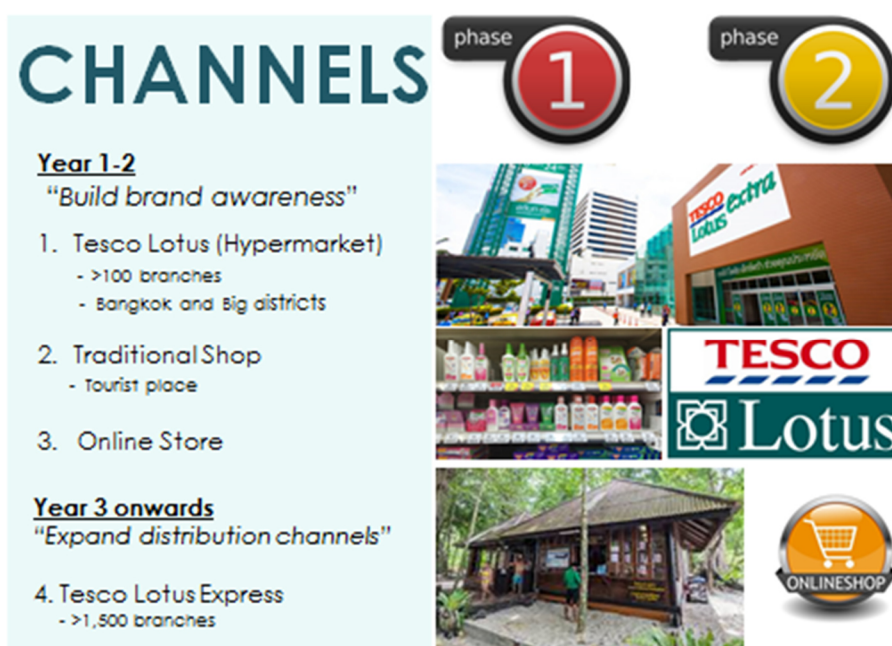 CHANNELS
Year 1-2
“Build brand awareness”
1. Tesco Lotus (Hypermarket)
- >100 branches
- Bangkok and Big districts
2. Traditional Shop
- Tourist place
3. Online Store
Year 3 onwards
“Expand distribution channels”
4. Tesco Lotus Express
- >1,500 branches
phase 1
phase 2
TESCO
Lotus extra
TESCO
Lotus
ONLINESHOP